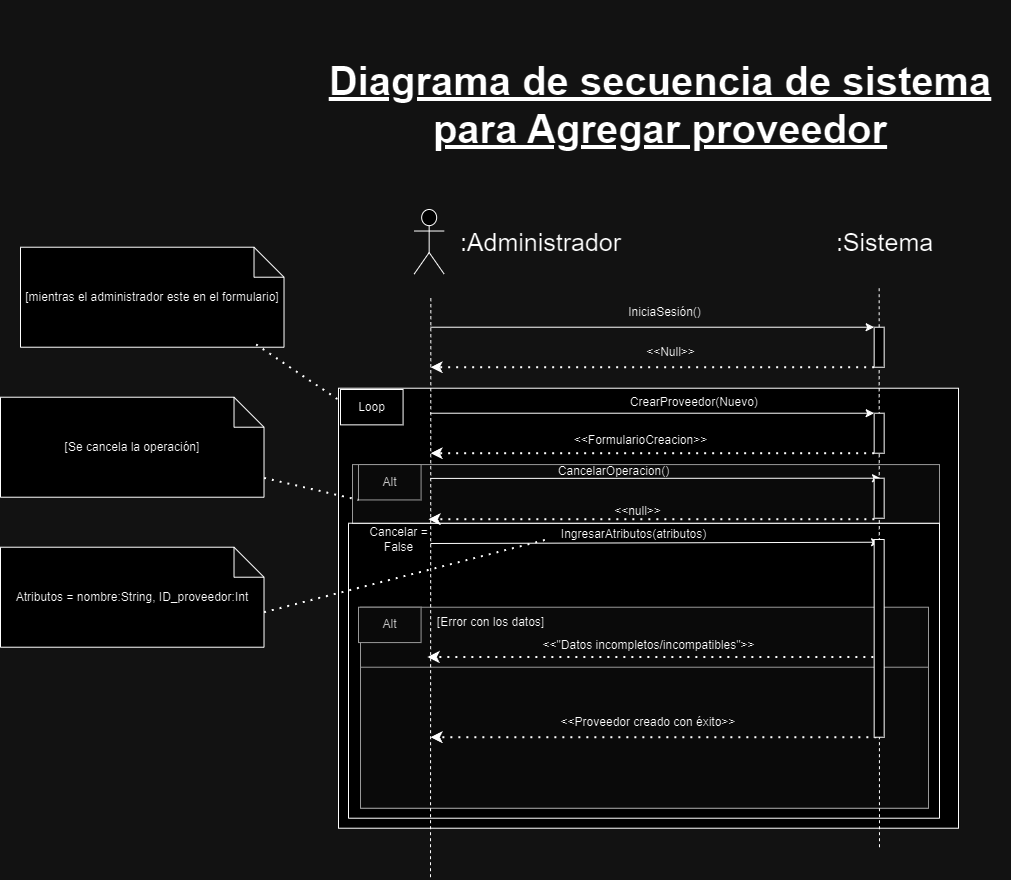 Diagrama de secuencia de sistema
para Agregar proveedor
:Administrador
:Sistema
[mientras el administrador este en el formulario]
IniciaSesión()
<<Null>>
Loop
CrearProveedor(Nuevo)
<<FormularioCreacion>>
[Se cancela la operación]
Alt
CancelarOperacion()
<<null>>
Cancelar =
False
IngresarAtributos(atributos)
Atributos = nombre:String, ID_proveedor:Int
Alt
[Error con los datos]
<<"Datos incompletos/incompatibles">>
<<Proveedor creado con éxito>>